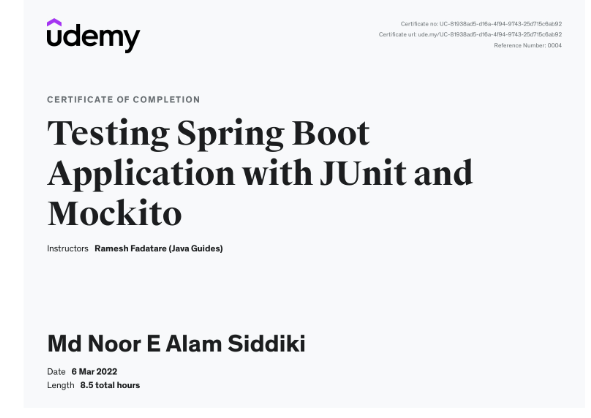 udemy
Certificate no: UC-81938ad5-d16a-4f94-9743-25d715c6ab92
Certificate url: ude.my/UC-81938ad5-d16a-4f94-9743-25d715c6ab92
Reference Number: 0004
CERTIFICATE OF COMPLETION
Testing Spring Boot
Application with JUnit and
Mockito
Instructors Ramesh Fadatare (Java Guides)
Md Noor E Alam Siddiki
Date 6 Mar 2022
Length 8.5 total hours